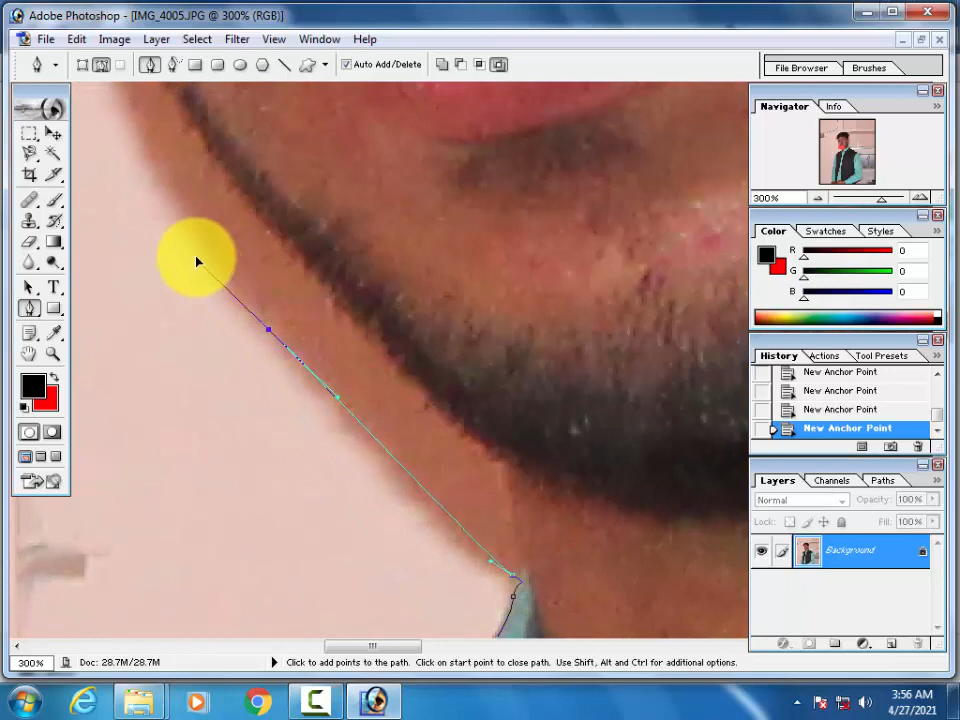 Adobe Photoshop - [IMG_4005.JPG @ 300% (RGB)]
File Edit Image Layer Select Filter View Window Help
Auto Add/Delete
File Browser Brushes
Navigator Info
300%
Color Swatches Styles
R 0
G 0
B 0
History Actions Tool Presets
New Anchor Point
New Anchor Point
New Anchor Point
New Anchor Point
Layers Channels Paths
Normal Opacity: 100%
Lock: Fill: 100%
Background
300% Doc: 28.7M/28.7M Click to add points to the path. Click on start point to close path. Use Shift, Alt and Ctrl for additional options.
3:56 AM
4/27/2021